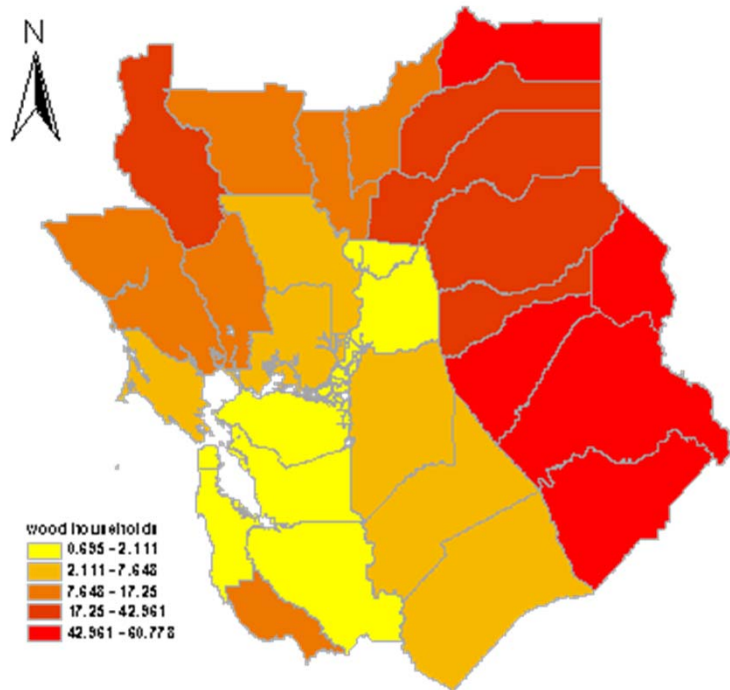 N
wood households
0.695 - 2.111
2.111 - 7.648
7.648 - 17.25
17.25 - 42.961
42.961 - 60.778